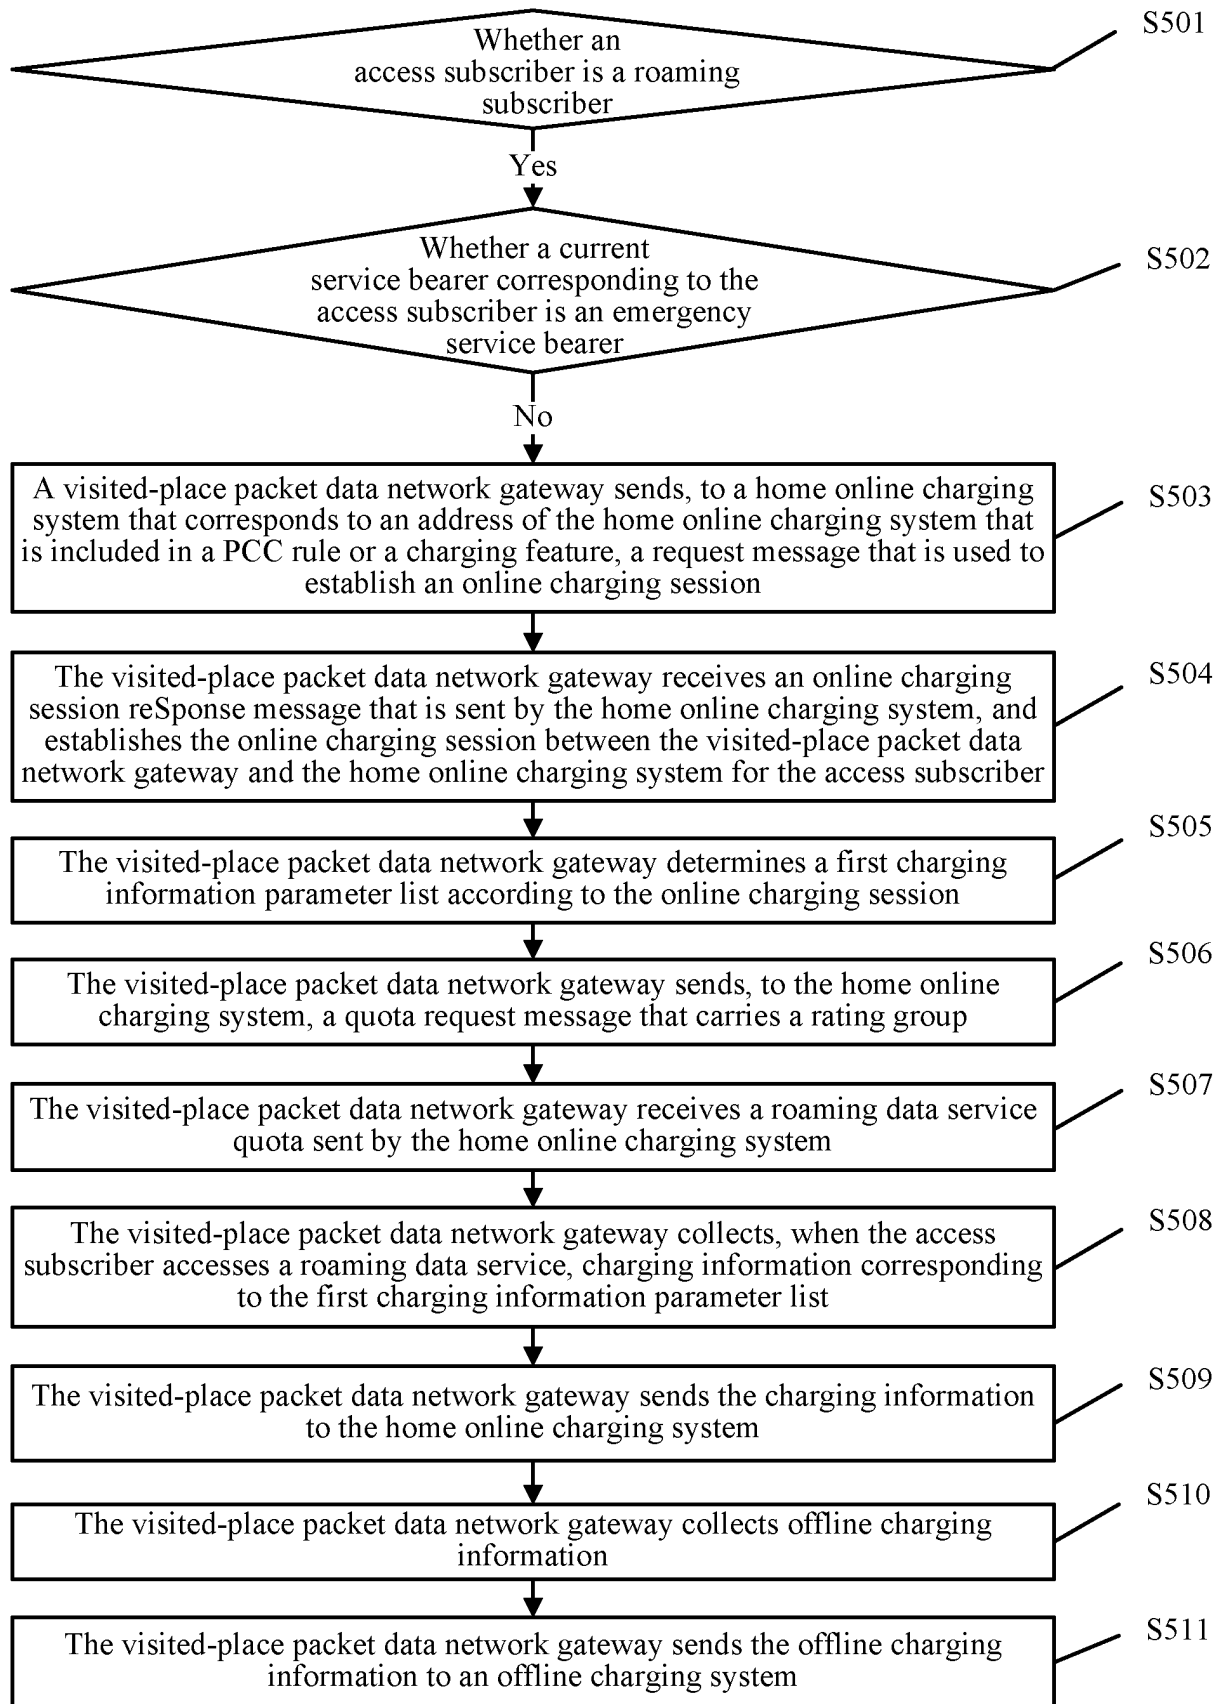 Whether an
access subscriber is a roaming
subscriber
S501
Yes
Whether a current
service bearer corresponding to the
access subscriber is an emergency
service bearer
S502
No
A visited-place packet data network gateway sends, to a home online charging
system that corresponds to an address of the home online charging system that
is included in a PCC rule or a charging feature, a request message that is used to
establish an online charging session
S503
The visited-place packet data network gateway receives an online charging
session reSponse message that is sent by the home online charging system, and
establishes the online charging session between the visited-place packet data
network gateway and the home online charging system for the access subscriber
S504
The visited-place packet data network gateway determines a first charging
information parameter list according to the online charging session
S505
The visited-place packet data network gateway sends, to the home online
charging system, a quota request message that carries a rating group
S506
The visited-place packet data network gateway receives a roaming data service
quota sent by the home online charging system
S507
The visited-place packet data network gateway collects, when the access
subscriber accesses a roaming data service, charging information corresponding
to the first charging information parameter list
S508
The visited-place packet data network gateway sends the charging information
to the home online charging system
S509
The visited-place packet data network gateway collects offline charging
information
S510
The visited-place packet data network gateway sends the offline charging
information to an offline charging system
S511